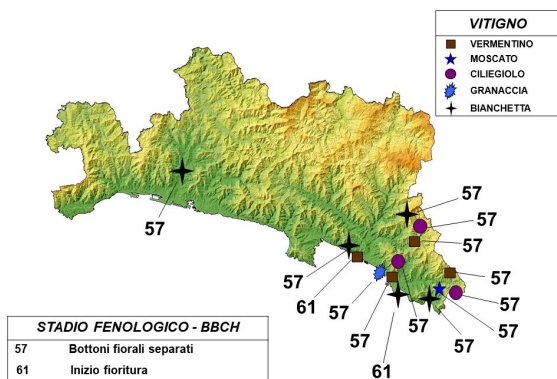 VITIGNO
VERMENTINO
MOSCATO
CILIEGIOLO
GRANACCIA
BIANCHETTA
57
57
57
57
57
57
61
57
57
57
57
57
61
STADIO FENOLOGICO - BBCH
57 Bottoni fiorali separati
61 Inizio fioritura